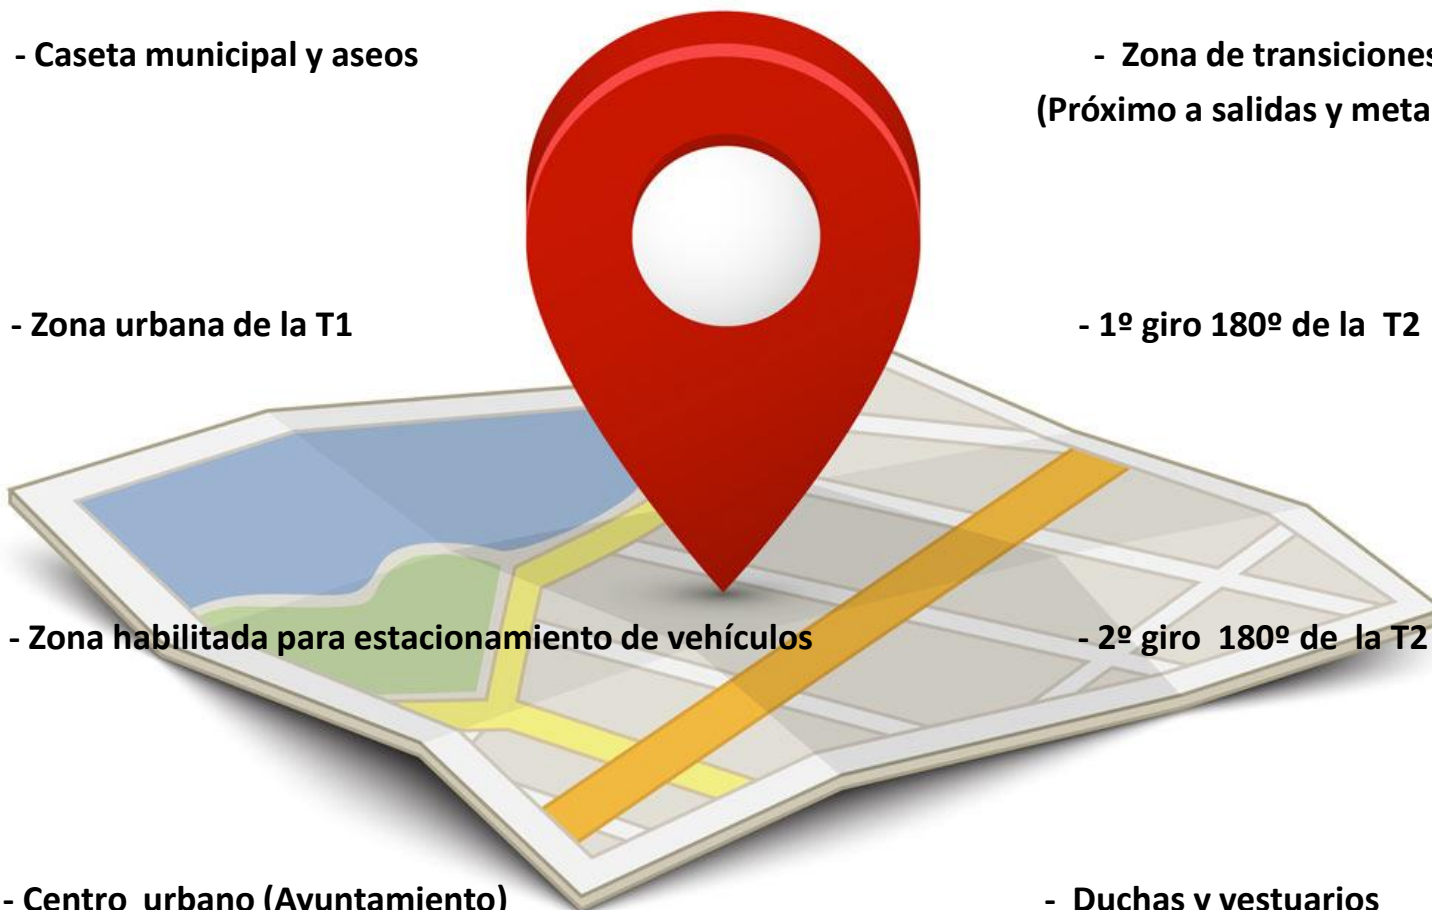 - Caseta municipal y aseos
- Zona de transiciones
(Próximo a salidas y meta
- Zona urbana de la T1
- 1º giro 180º de la T2
- Zona habilitada para estacionamiento de vehículos
- 2º giro 180º de la T2
- Centro urbano (Ayuntamiento)
- Duchas y vestuarios